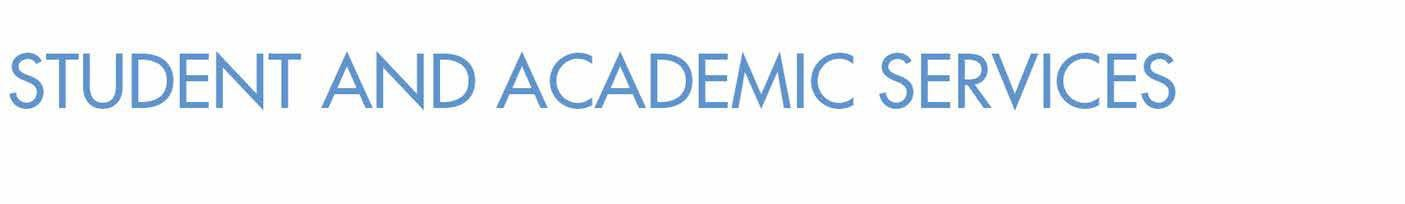 STUDENT AND ACADEMIC SERVICES